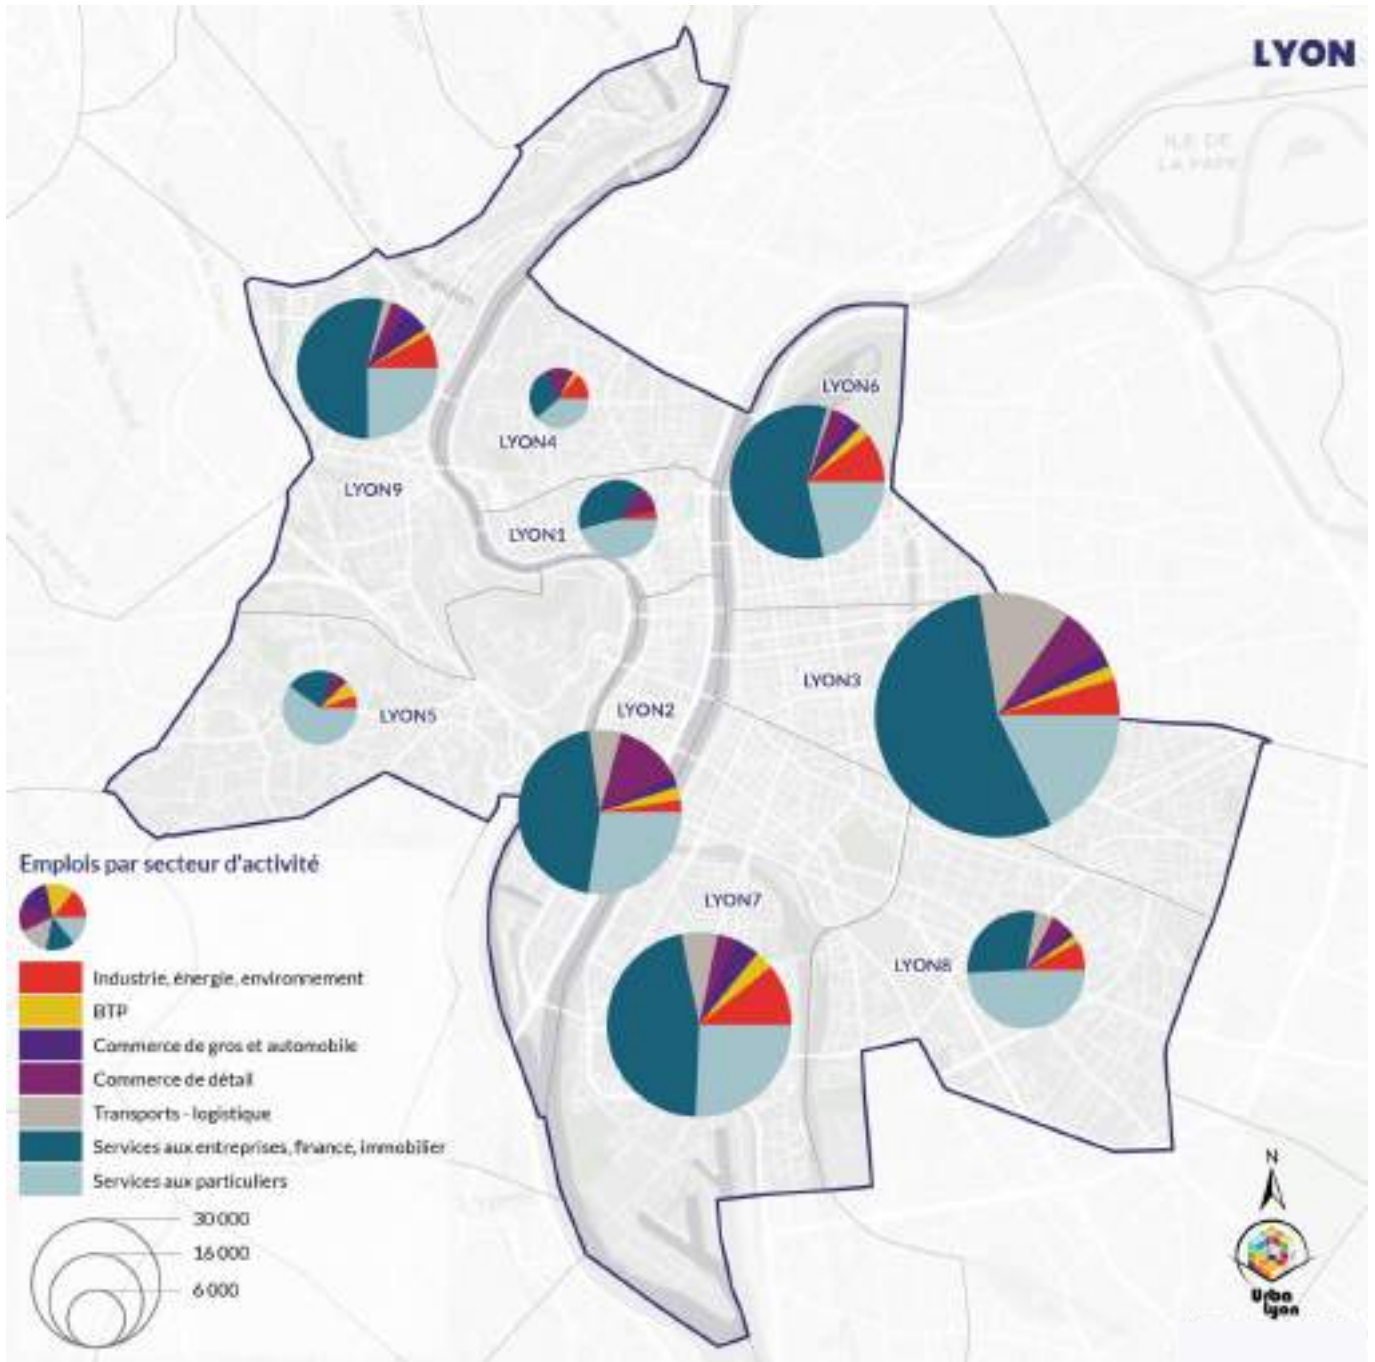 LYON
ILE DE
LA PAPE
LYON6
LYON4
LYON9
LYON1
LYON3
LYON2
LYON5
LYON7
LYON8
Emplois par secteur d'activité
Industrie, énergie, environnement
BTP
Commerce de gros et automobile
Commerce de détail
Transports - logistique
Services aux entreprises, finance, immobilier
Services aux particuliers
30 000
16 000
6 000
N
Urba
Lyon